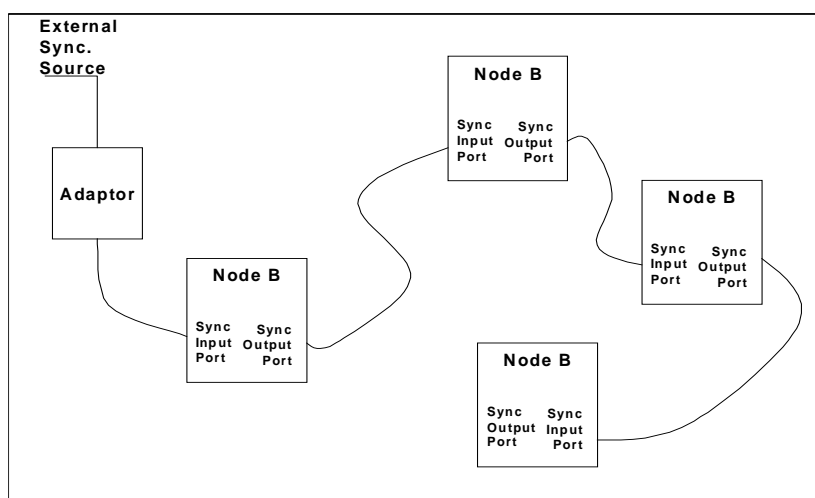 External
Sync.
Source
Adaptor
Node B
Sync
Input
Port
Sync
Output
Port
Node B
Sync
Input
Port
Sync
Output
Port
Node B
Sync
Input
Port
Sync
Output
Port
Node B
Sync
Output
Port
Sync
Input
Port